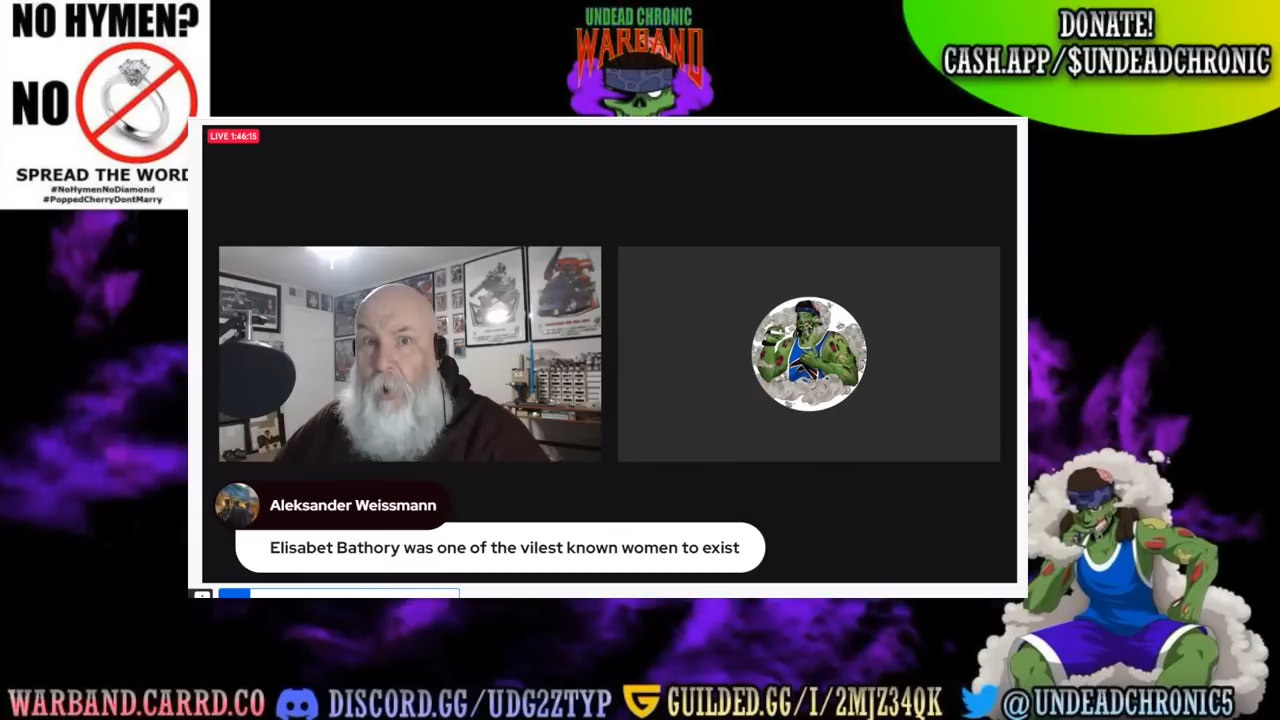 NO HYMEN?
NO
SPREAD THE WORD
#NoHymenNoDiamond
#PoppedCherryDontMarry
UNDEAD CHRONIC
WARBAND
DONATE!
CASH.APP/$UNDEADCHRONIC
LIVE 1:46:15
Aleksander Weissmann
Elisabet Bathory was one of the vilest known women to exist
WARBAND.CARRD.CO
DISCORD.GG/UDG2ZTYP
GUILDED.GG/I/2MJZ34QK
@UNDEADCHRONIC5